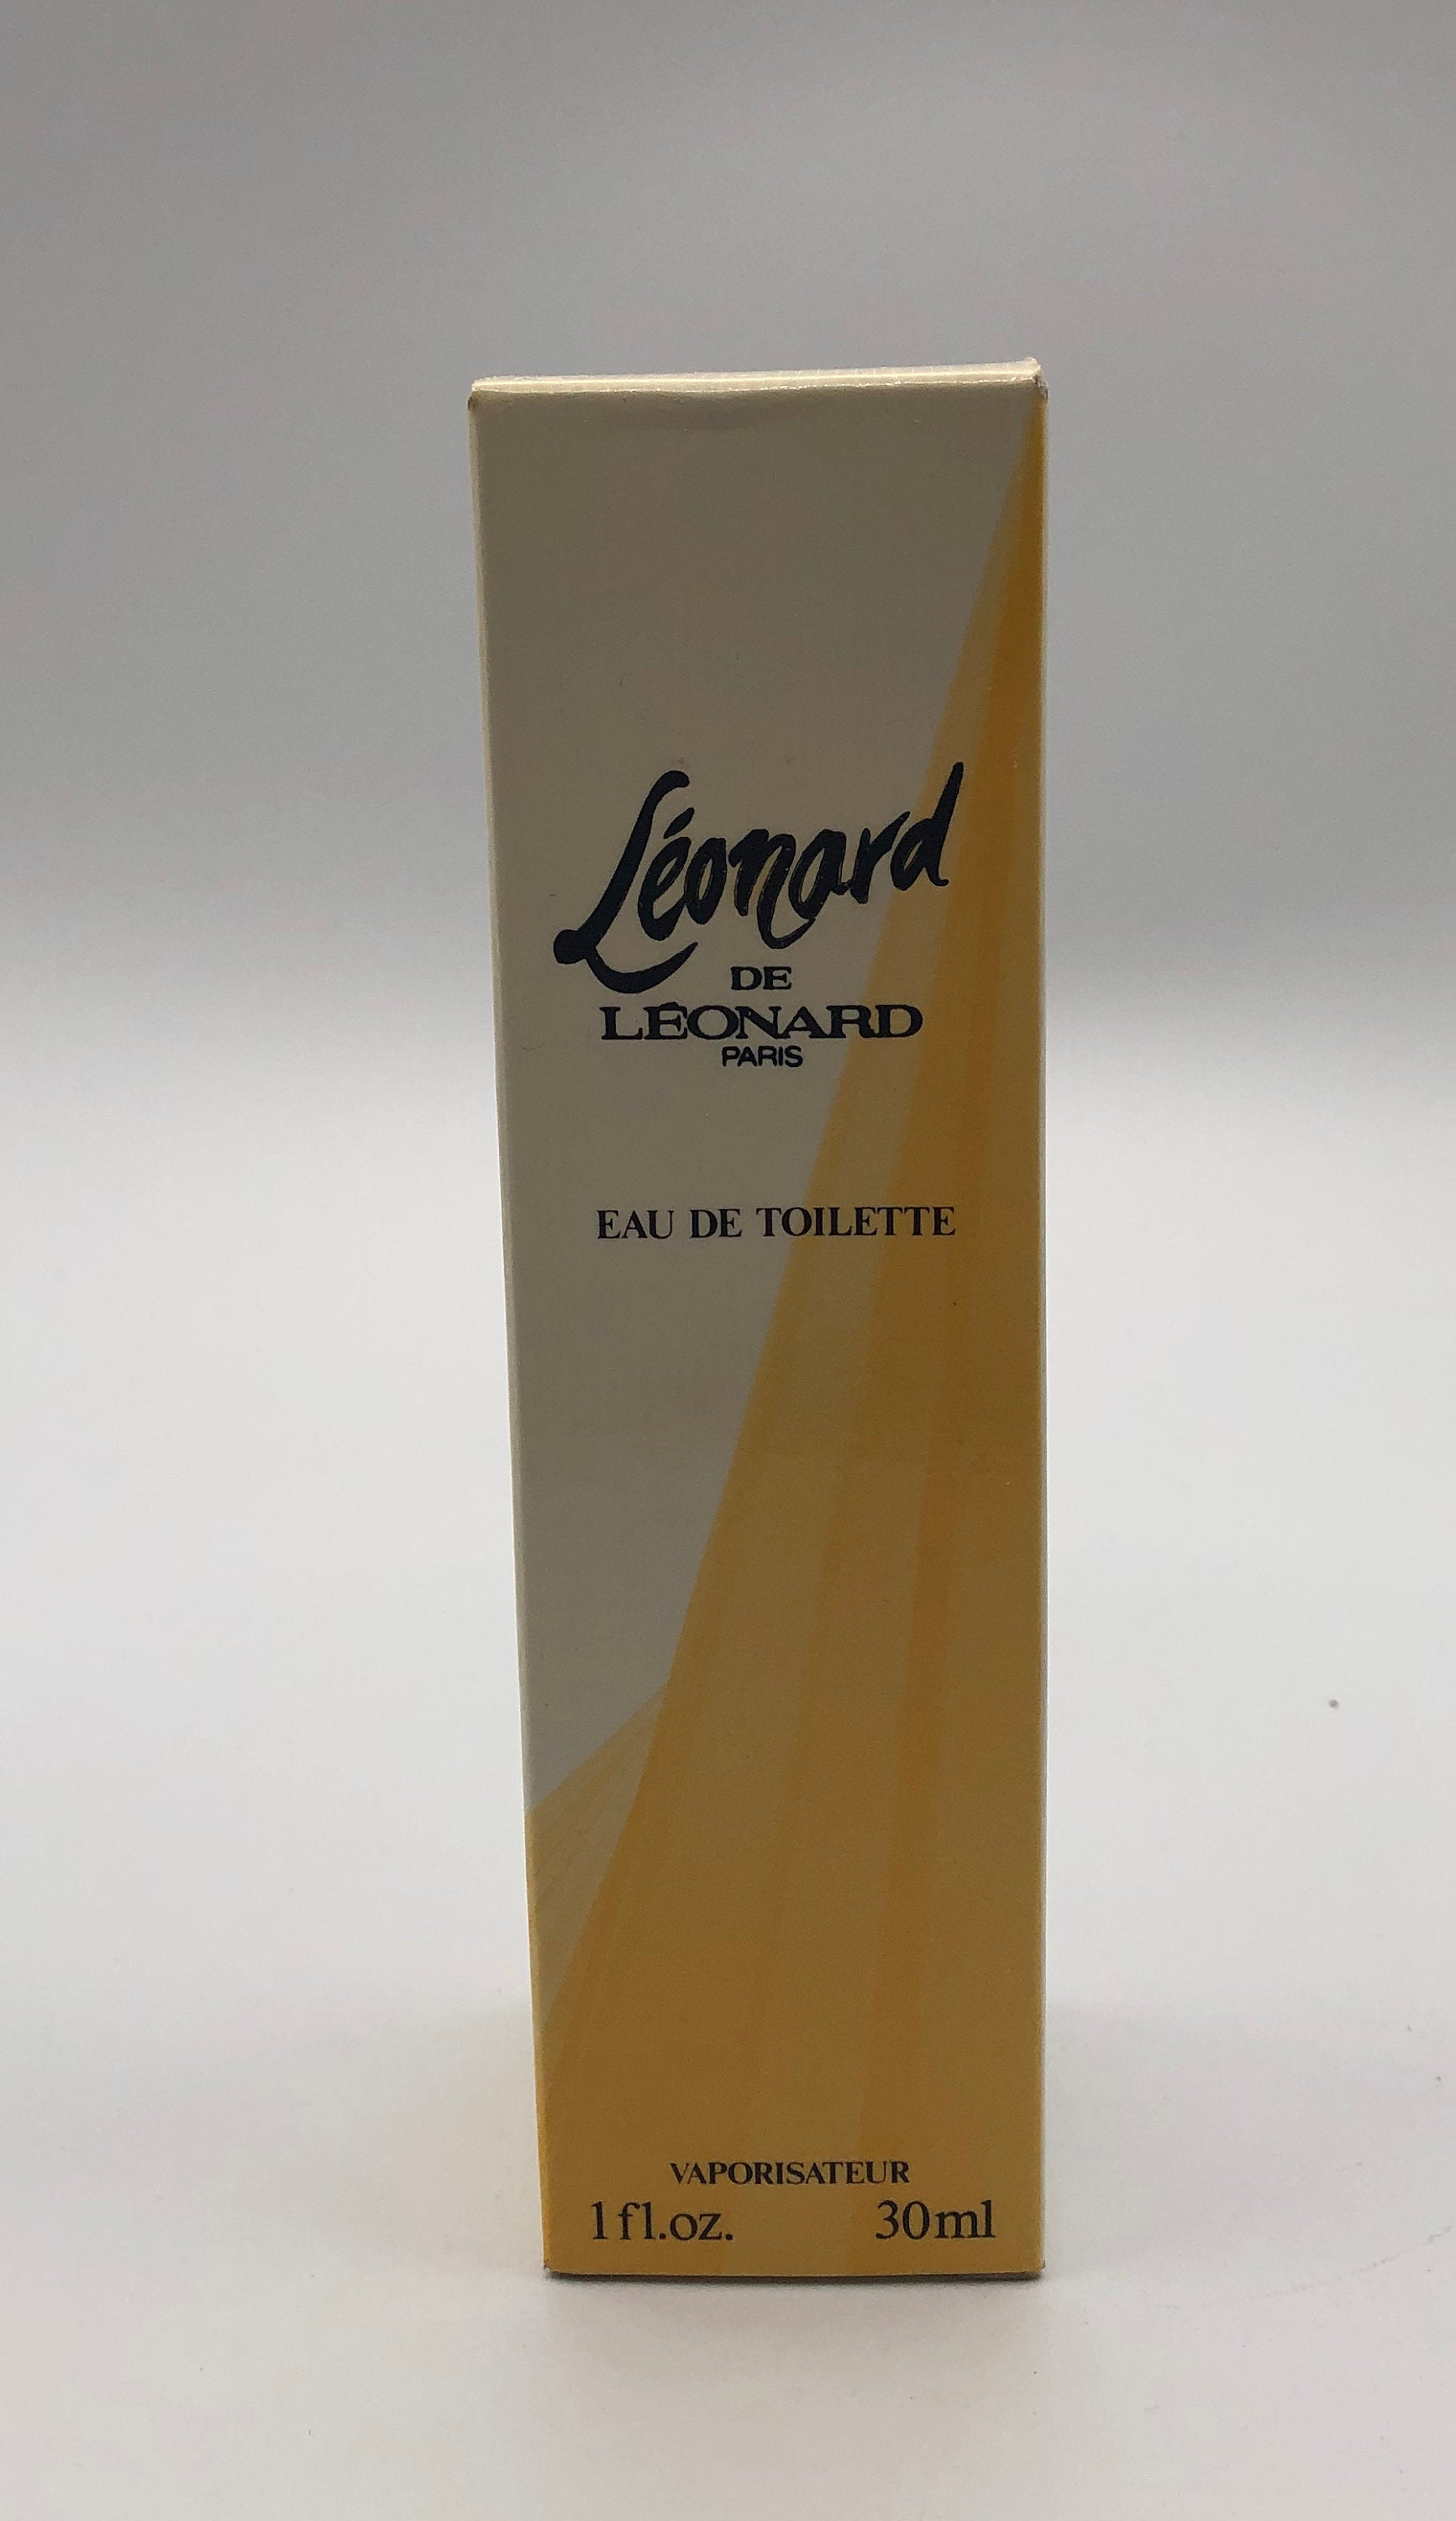 Léonard
DE
LÉONARD
PARIS
EAU DE TOILETTE
VAPORISATEUR
1 fl.oz. 30ml